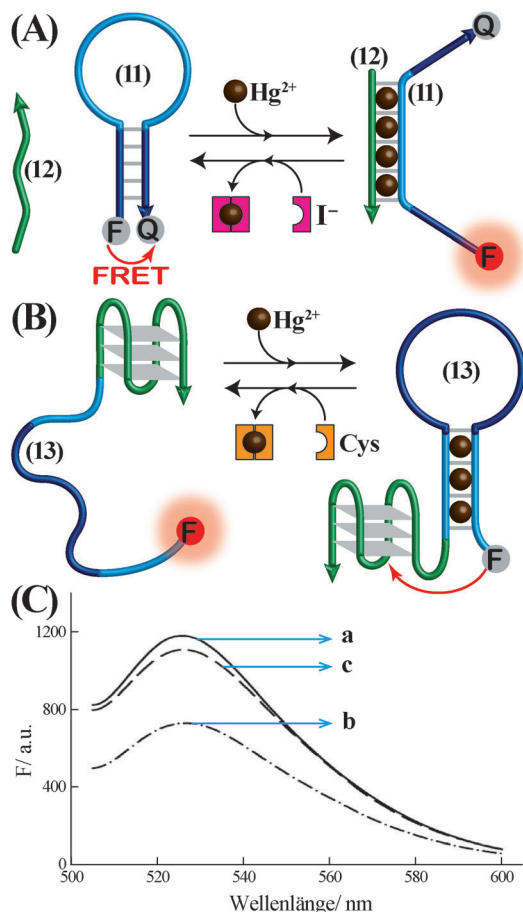 (A)
(11)
(12)
F Q
FRET
Hg²⁺
I⁻
(12)
(11)
Q
F
(B)
(13)
F
Hg²⁺
Cys
(13)
F
(C)
1200
800
400
0
F/ a.u.
a
c
b
500 520 540 560 580 600
Wellenlänge/ nm